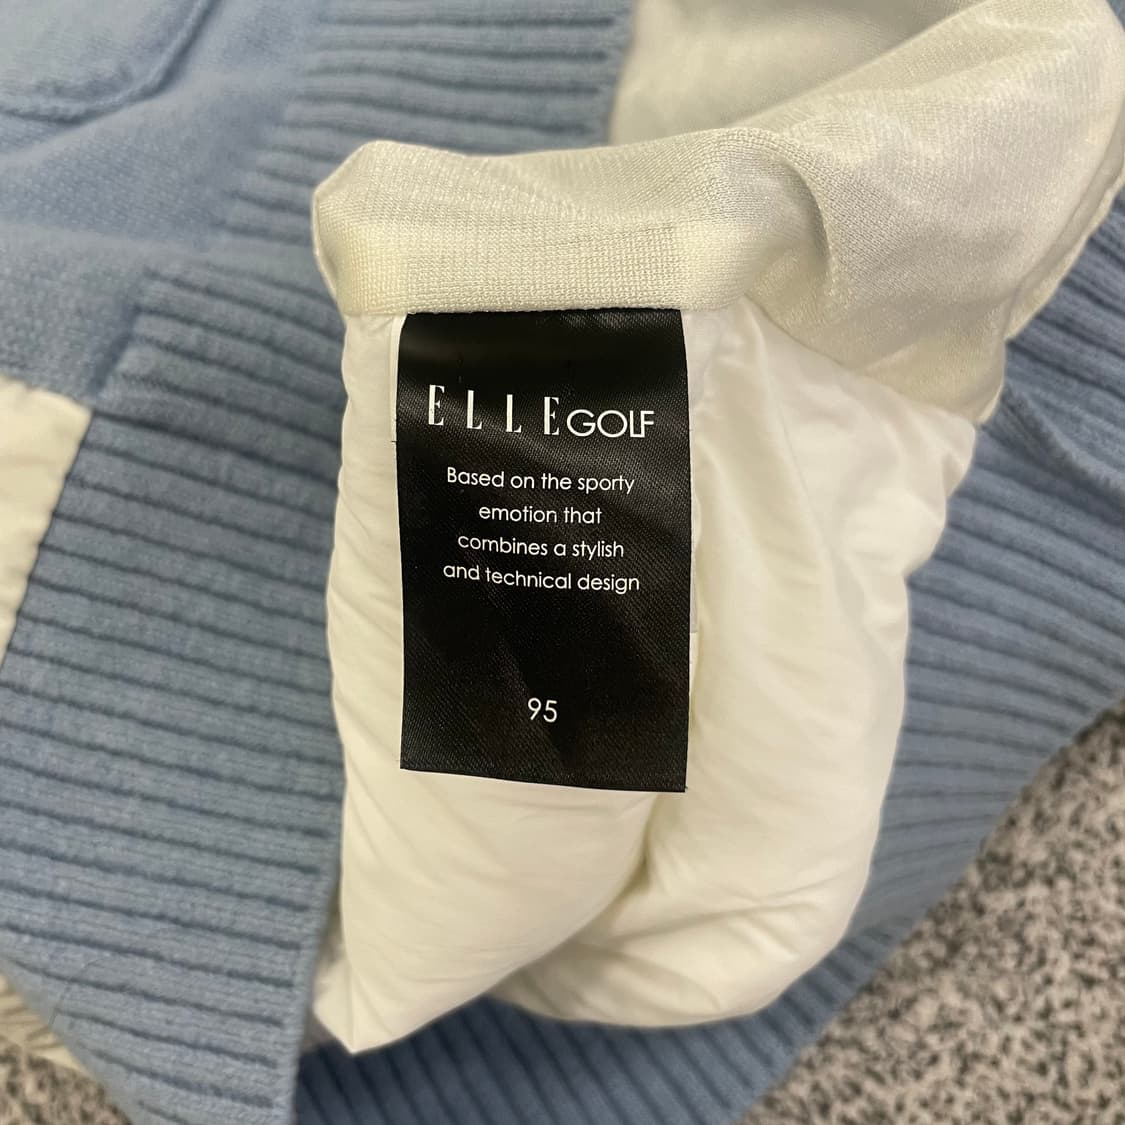 ELLE GOLF
Based on the sporty
emotion that
combines a stylish
and technical design
95